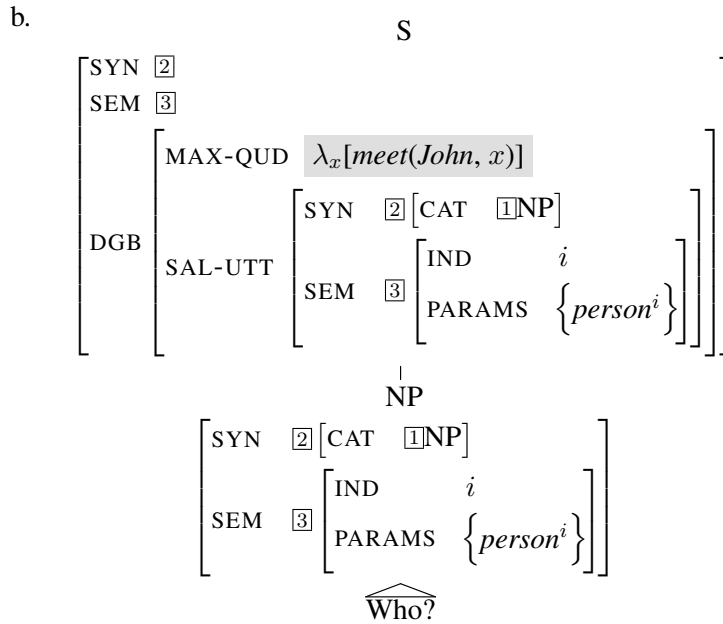 b.
S
SYN 2
SEM 3
MAX-QUD λx[meet(John, x)]
SYN 2 [CAT 1NP]
DGB
SAL-UTT
IND i
SEM 3
PARAMS {person^i}
NP
SYN 2 [CAT 1NP]
IND i
SEM 3
PARAMS {person^i}
Who?